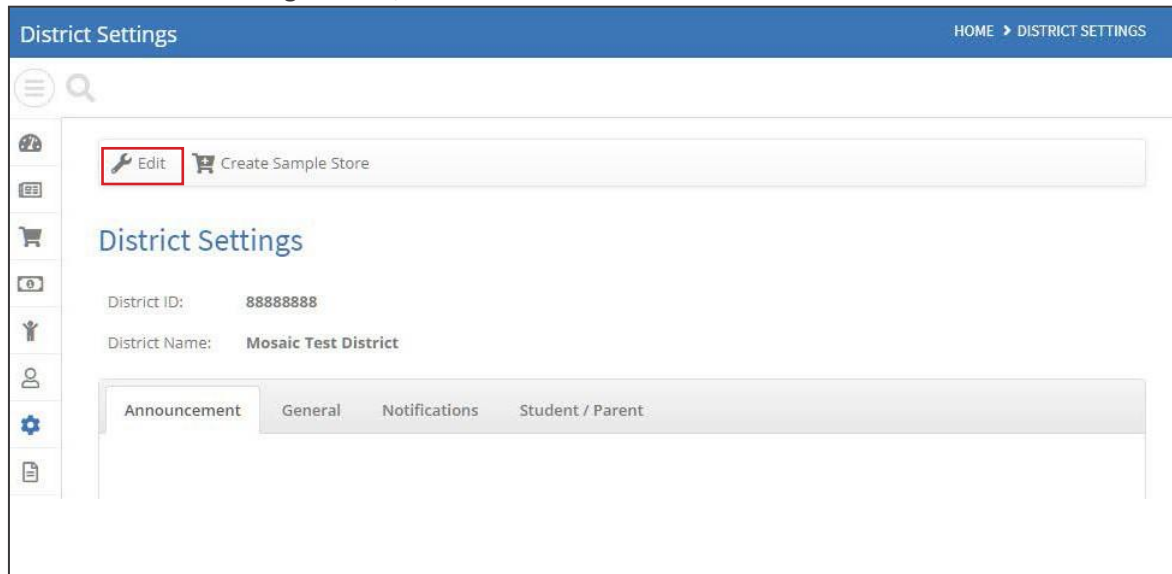 District Settings
HOME > DISTRICT SETTINGS
Edit Create Sample Store
District Settings
District ID: 88888888
District Name: Mosaic Test District
Announcement General Notifications Student / Parent